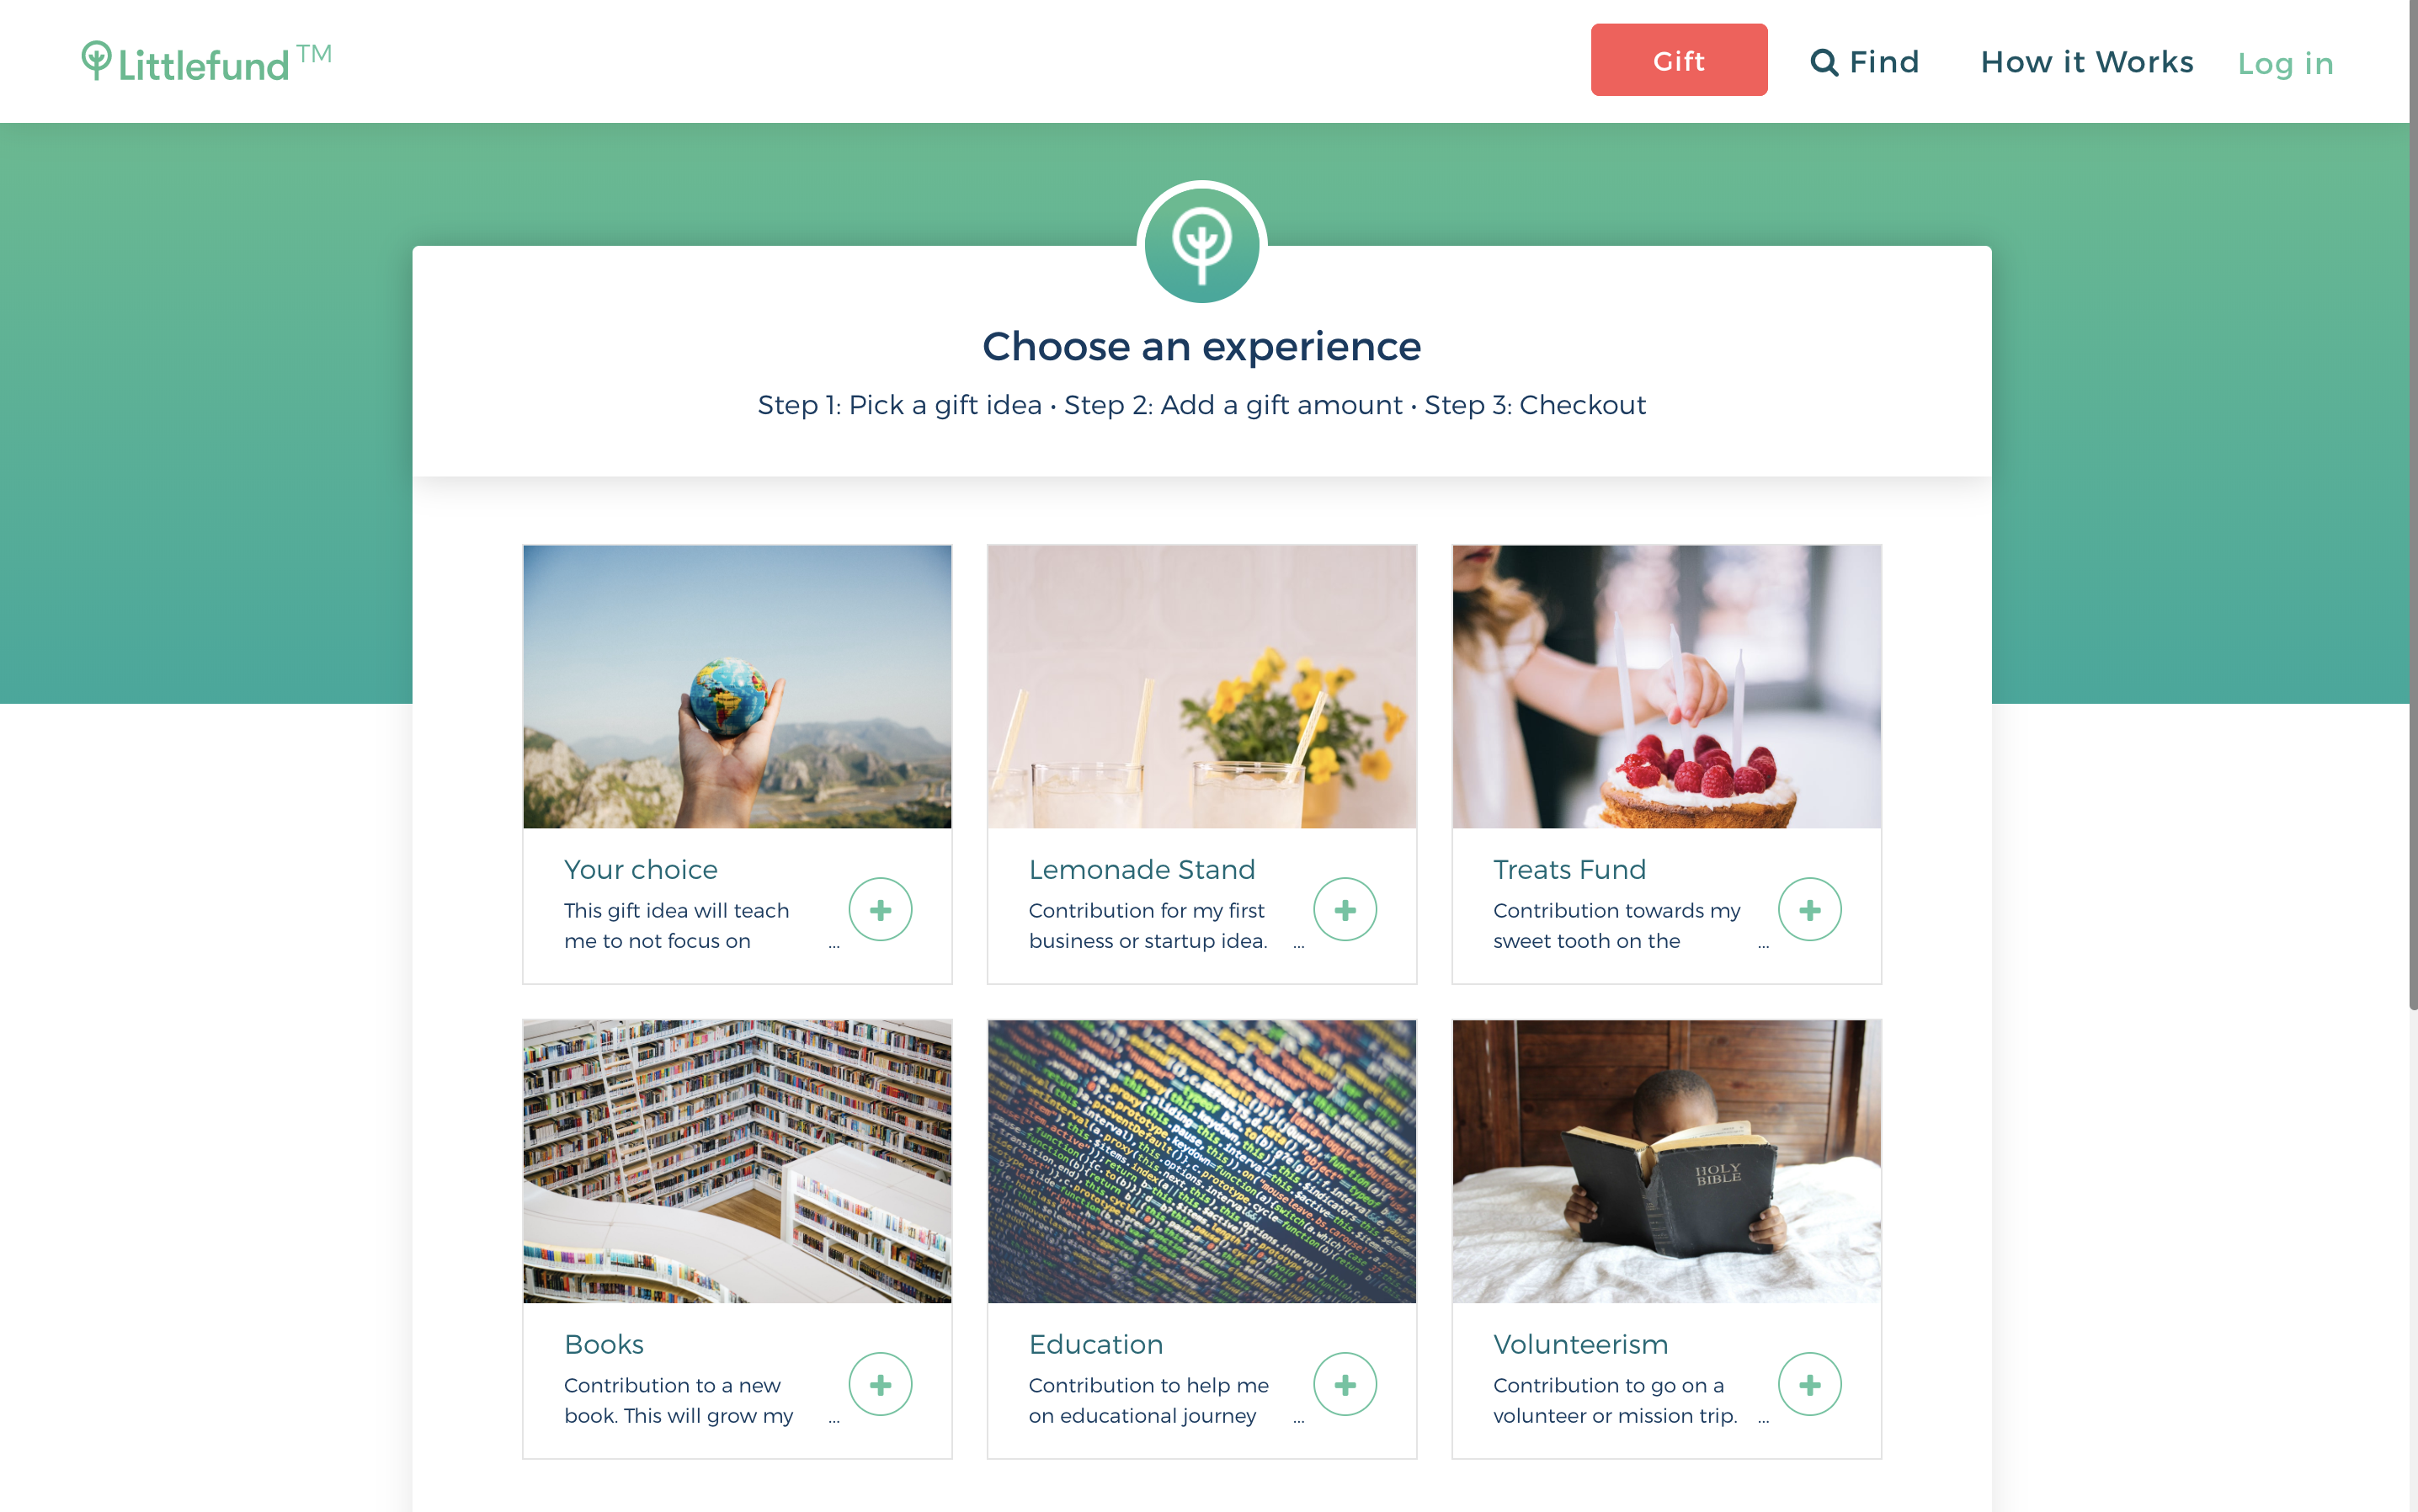 Littlefund TM
Gift
Find
How it Works
Log in
Choose an experience
Step 1: Pick a gift idea • Step 2: Add a gift amount • Step 3: Checkout
Your choice
This gift idea will teach
me to not focus on ...
Lemonade Stand
Contribution for my first
business or startup idea. ...
Treats Fund
Contribution towards my
sweet tooth on the ...
HOLY
BIBLE
Books
Contribution to a new
book. This will grow my ...
Education
Contribution to help me
on educational journey ...
Volunteerism
Contribution to go on a
volunteer or mission trip. ...